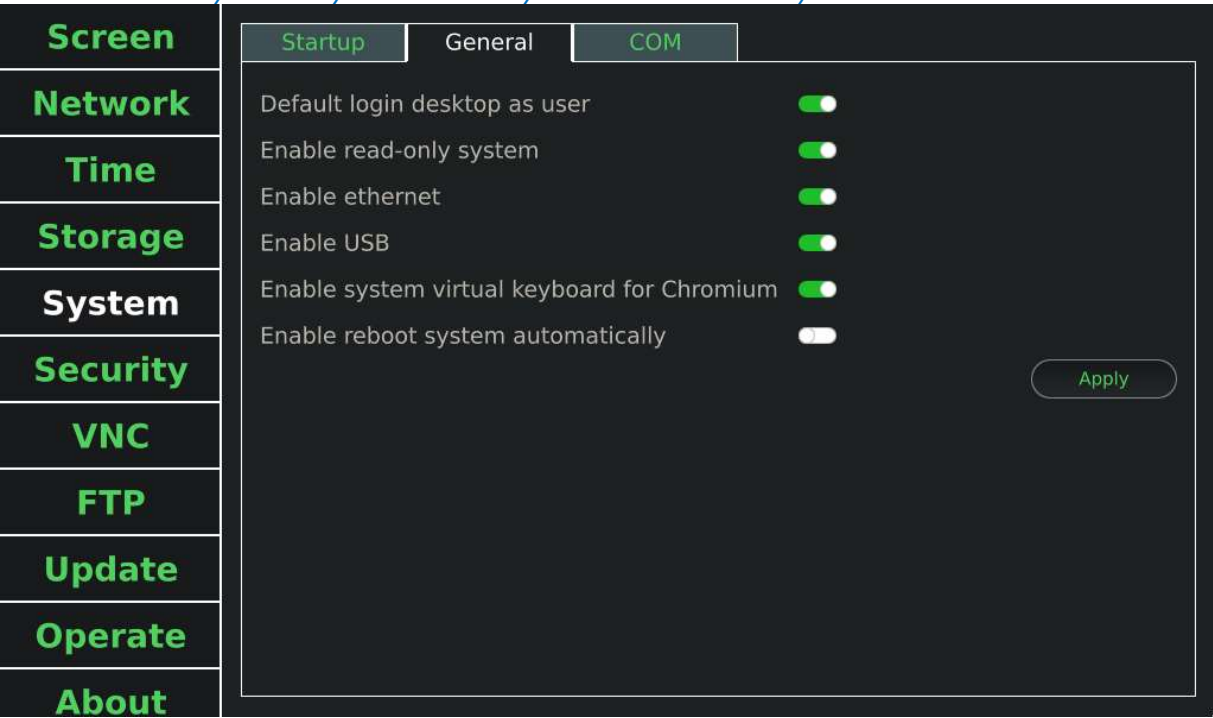 Screen
Network
Time
Storage
System
Security
VNC
FTP
Update
Operate
About
Startup General COM
Default login desktop as user
Enable read-only system
Enable ethernet
Enable USB
Enable system virtual keyboard for Chromium
Enable reboot system automatically
Apply